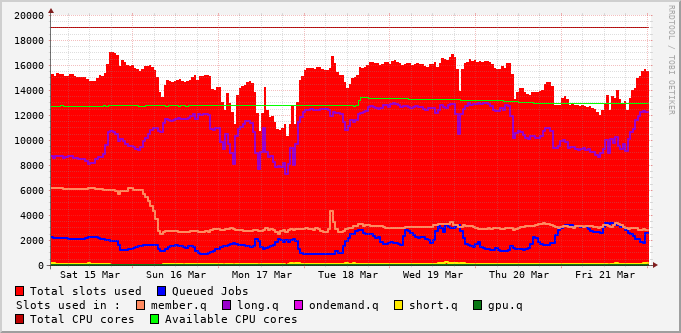 RRDTOOL / TOBI OETIKER
20000
18000
16000
14000
12000
10000
8000
6000
4000
2000
0
Sat 15 Mar Sun 16 Mar Mon 17 Mar Tue 18 Mar Wed 19 Mar Thu 20 Mar Fri 21 Mar
Total slots used Queued Jobs
Slots used in : member.q long.q ondemand.q short.q gpu.q
Total CPU cores Available CPU cores